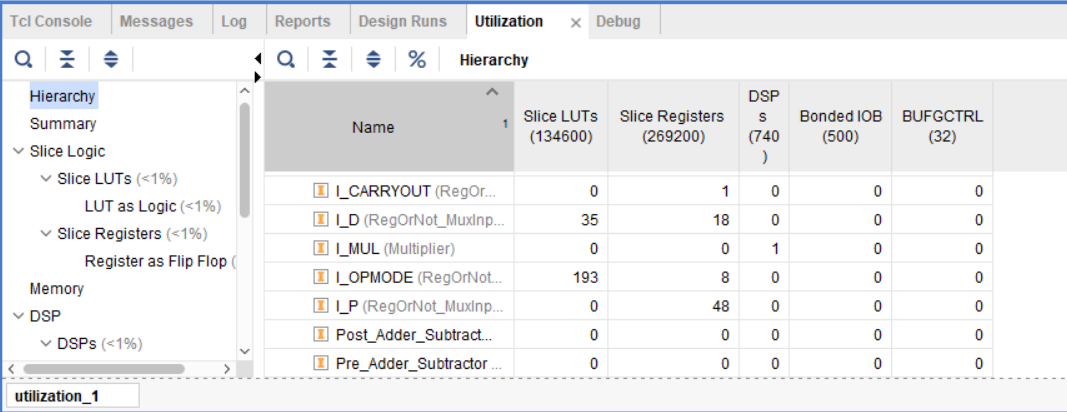 Tcl Console Messages Log Reports Design Runs Utilization × Debug
Hierarchy
Hierarchy
Summary
Slice Logic
Slice LUTs (<1%)
LUT as Logic (<1%)
Slice Registers (<1%)
Register as Flip Flop (
Memory
DSP
DSPs (<1%)
Name 1 Slice LUTs (134600) Slice Registers (269200) DSPs (740) Bonded IOB (500) BUFGCTRL (32)
I_CARRYOUT (RegOr... 0 1 0 0 0
I_D (RegOrNot_MuxInp... 35 18 0 0 0
I_MUL (Multiplier) 0 0 1 0 0
I_OPMODE (RegOrNot... 193 8 0 0 0
I_P (RegOrNot_MuxInp... 0 48 0 0 0
Post_Adder_Subtract... 0 0 0 0 0
Pre_Adder_Subtractor ... 0 0 0 0 0
utilization_1